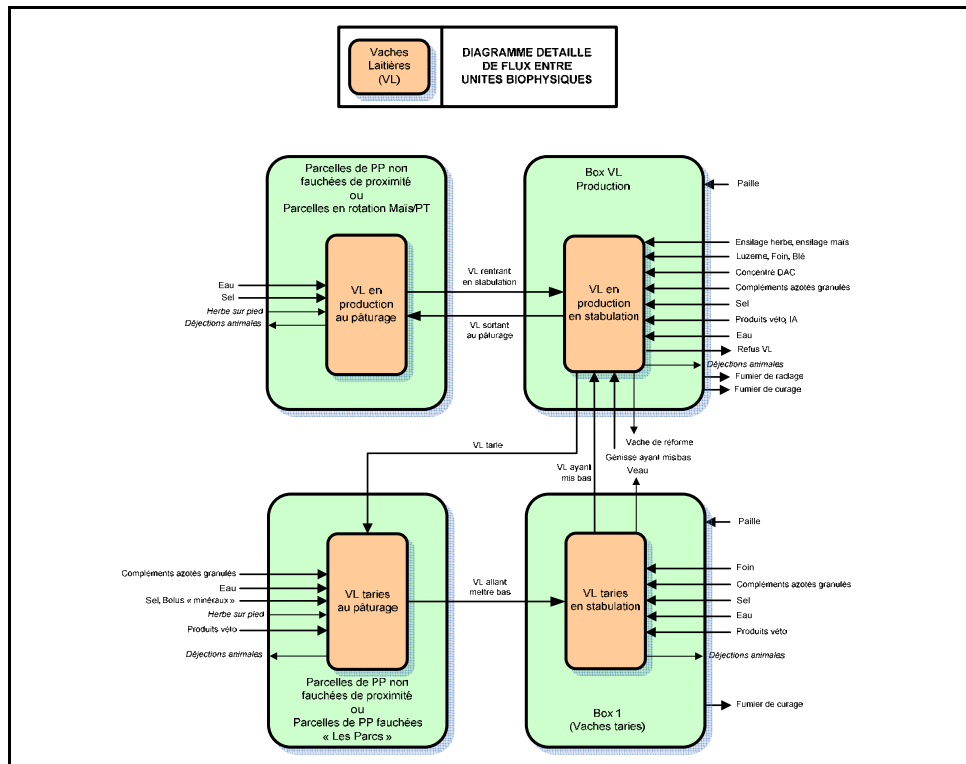 Vaches
Laitières
(VL)
DIAGRAMME DETAILLE
DE FLUX ENTRE
UNITES BIOPHYSIQUES
Parcelles de PP non
fauchées de proximité
ou
Parcelles en rotation Maïs/PT
VL en
production
au pâturage
Eau
Sel
Herbe sur pied
Déjections animales
VL rentrant
en stabulation
VL sortant
au pâturage
Box VL
Production
VL en
production
en stabulation
Paille
Ensilage herbe, ensilage maïs
Luzerne, Foin, Blé
Concentré DAC
Compléments azotés granulés
Sel
Produits véto, IA
Eau
Refus VL
Déjections animales
Fumier de raclage
Fumier de curage
VL tarie
VL ayant
mis bas
Vache de réforme
Génisse ayant mis bas
Veau
VL taries
au pâturage
Compléments azotés granulés
Eau
Sel, Bolus « minéraux »
Herbe sur pied
Produits véto
Déjections animales
Parcelles de PP non
fauchées de proximité
ou
Parcelles de PP fauchées
« Les Parcs »
VL allant
mettre bas
VL taries
en stabulation
Box 1
(Vaches taries)
Paille
Foin
Compléments azotés granulés
Sel
Eau
Produits véto
Déjections animales
Fumier de curage